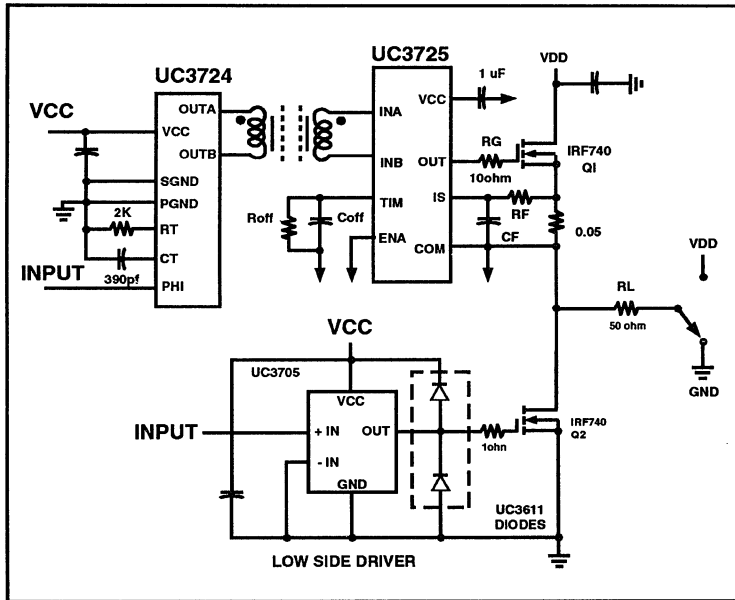 UC3724
VCC
OUTA
VCC
OUTB
SGND
PGND
2K
RT
CT
390pf
INPUT
PHI
UC3725
INA
VCC
1 uF
INB
OUT
TIM
IS
ENA
COM
Roff
Coff
VDD
RG
10ohm
IRF740
Q1
RF
CF
0.05
VDD
RL
50 ohm
GND
VCC
UC3705
VCC
INPUT
+ IN
OUT
- IN
GND
1ohn
IRF740
Q2
UC3611
DIODES
LOW SIDE DRIVER